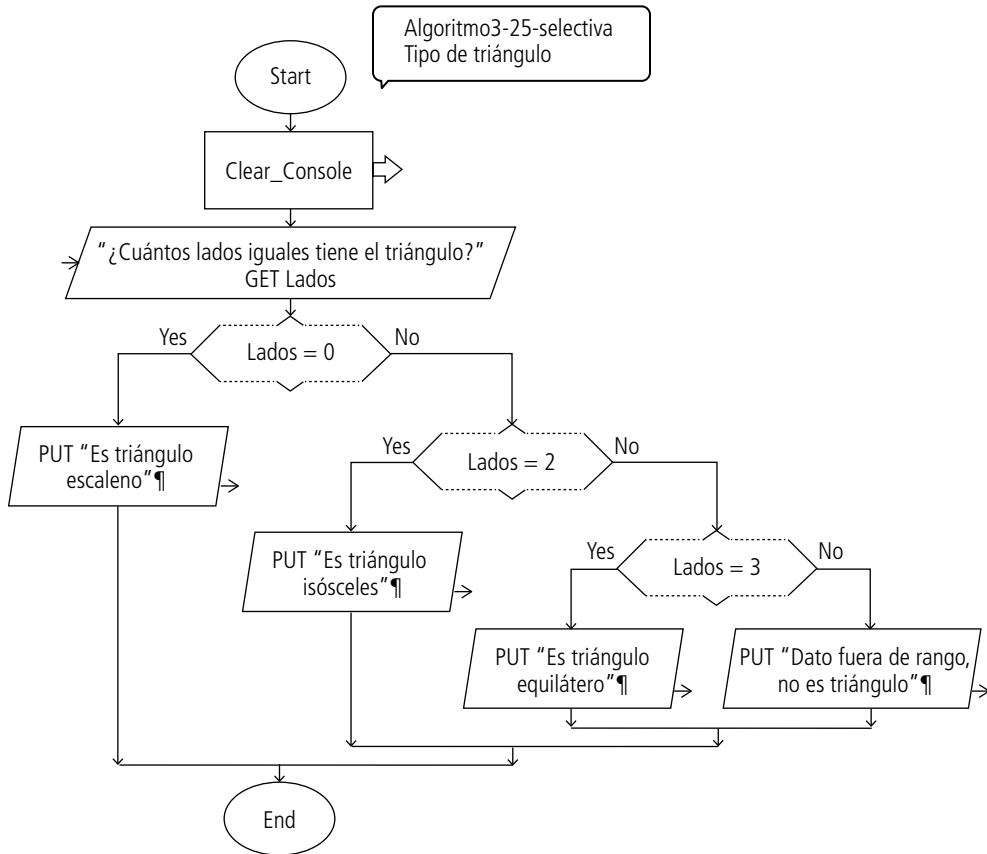 Algoritmo3-25-selectiva
Tipo de triángulo
Start
Clear_Console
“¿Cuántos lados iguales tiene el triángulo?”
GET Lados
Yes
Lados = 0
No
PUT “Es triángulo
escaleno”¶
Yes
Lados = 2
No
PUT “Es triángulo
isósceles”¶
Yes
Lados = 3
No
PUT “Es triángulo
equilátero”¶
PUT “Dato fuera de rango,
no es triángulo”¶
End